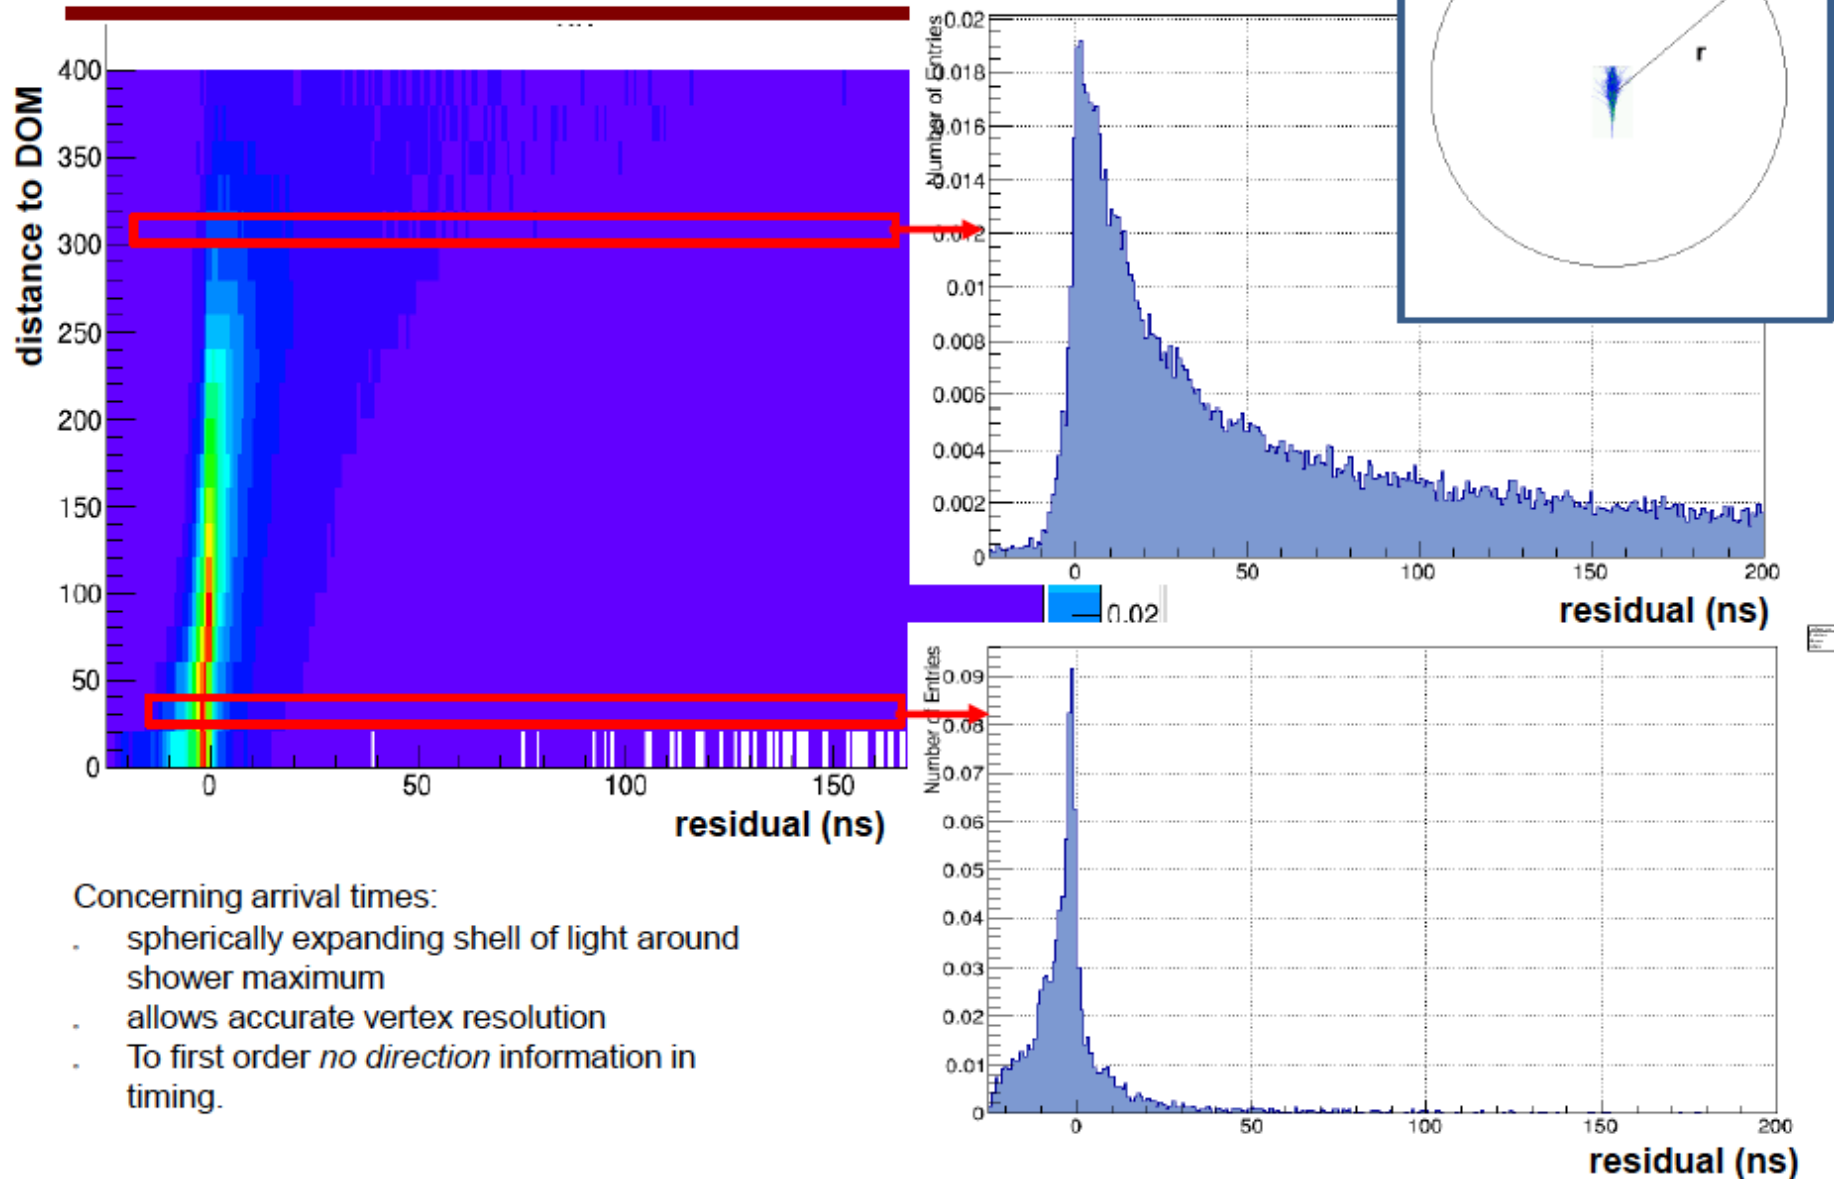 distance to DOM
400
350
300
250
200
150
100
50
0
0 50 100 150
residual (ns)
Number of Entries
0.02
0.018
0.016
0.014
0.012
0.01
0.008
0.006
0.004
0.002
0
0 50 100 150 200
residual (ns)
r
0.02
Number of Entries
0.09
0.08
0.07
0.06
0.05
0.04
0.03
0.02
0.01
0
0 50 100 150 200
residual (ns)
Concerning arrival times:
. spherically expanding shell of light around
shower maximum
. allows accurate vertex resolution
. To first order no direction information in
timing.